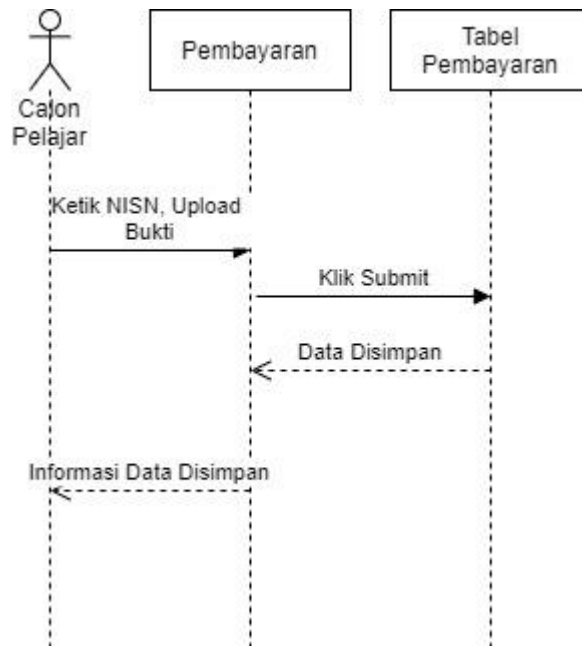 Pembayaran
Tabel
Pembayaran
Calon
Pelajar
Ketik NISN, Upload
Bukti
Klik Submit
Data Disimpan
Informasi Data Disimpan